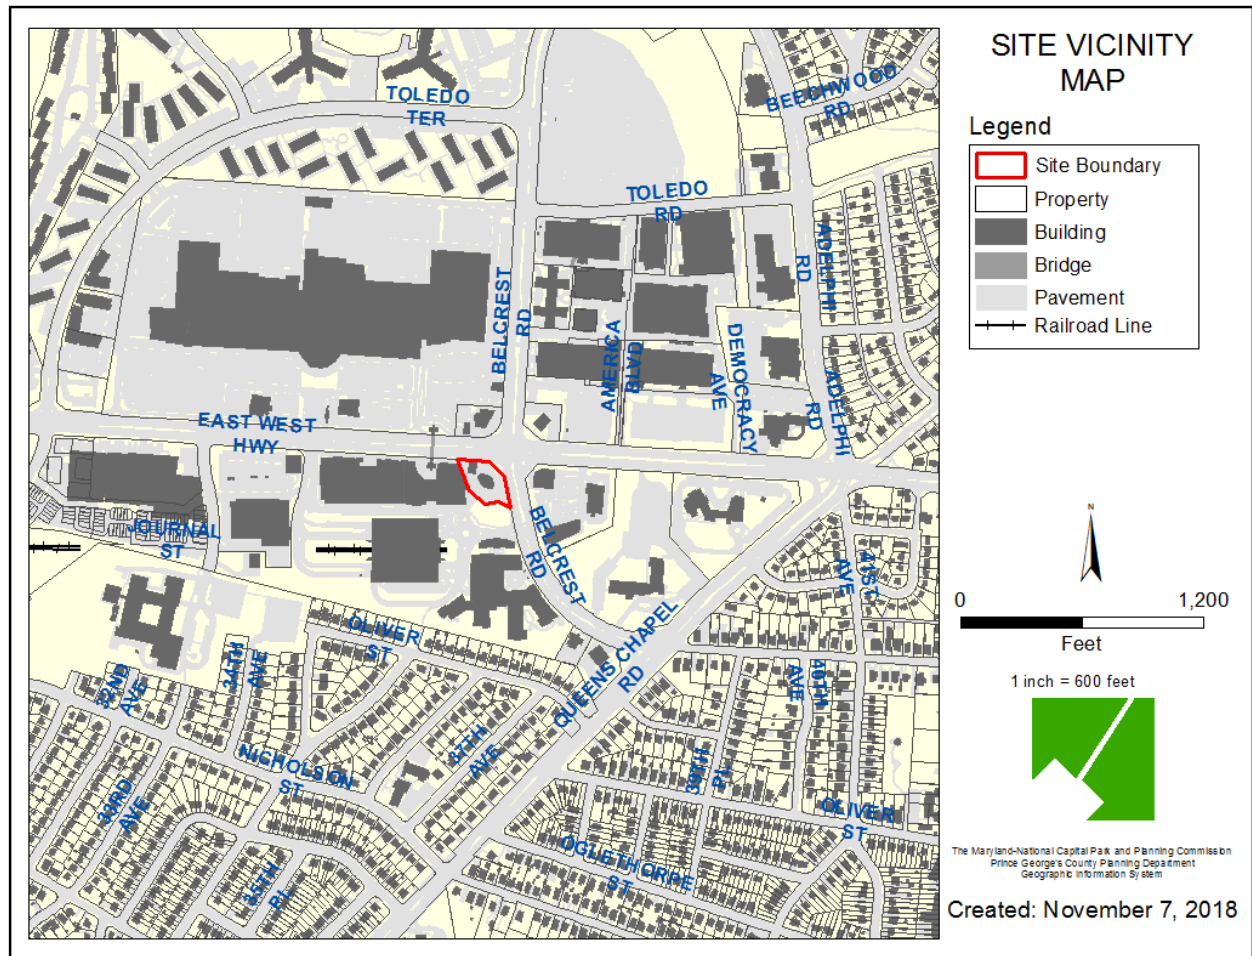 SITE VICINITY
MAP
Legend
Site Boundary
Property
Building
Bridge
Pavement
Railroad Line
N
0 1,200
Feet
1 inch = 600 feet
The Maryland-National Capital Park and Planning Commission
Prince George's County Planning Department
Geographic Information System
Created: November 7, 2018
TOLEDO
TER
BEECHWOOD
RD
TOLEDO
RD
ADELPHI
RD
BELCREST
RD
AMERICA
BLVD
DEMOCRACY
AVE
ADELPHI
RD
EAST WEST
HWY
JOURNAL
ST
BELCREST
RD
41ST
AVE
OLIVER
ST
QUEENS CHAPEL
RD
32ND
AVE
34TH
AVE
40TH
AVE
37TH
AVE
NICHOLSON
ST
39TH
PL
33RD
AVE
OLIVER
ST
OGLETHORPE
ST
35TH
PL